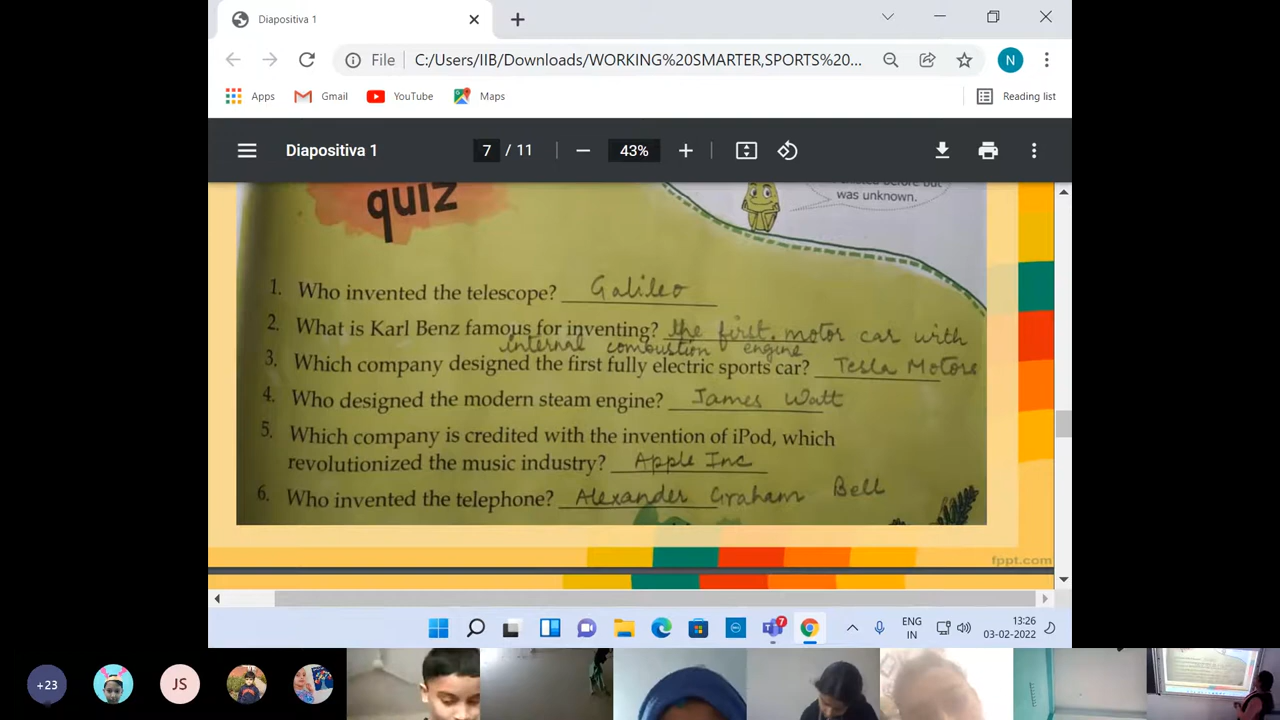 Diapositiva 1
File C:/Users/IIB/Downloads/WORKING%20SMARTER,SPORTS%20... N
Apps Gmail YouTube Maps Reading list
Diapositiva 1 7 / 11 43%
was unknown.
quiz
1. Who invented the telescope? Galileo
2. What is Karl Benz famous for inventing? the first motor car with
internal combustion engine
3. Which company designed the first fully electric sports car? Tesla Motors
4. Who designed the modern steam engine? James Watt
5. Which company is credited with the invention of iPod, which
revolutionized the music industry? Apple Inc
6. Who invented the telephone? Alexander Graham Bell
fppt.com
7
ENG
IN
13:26
03-02-2022
+23 JS